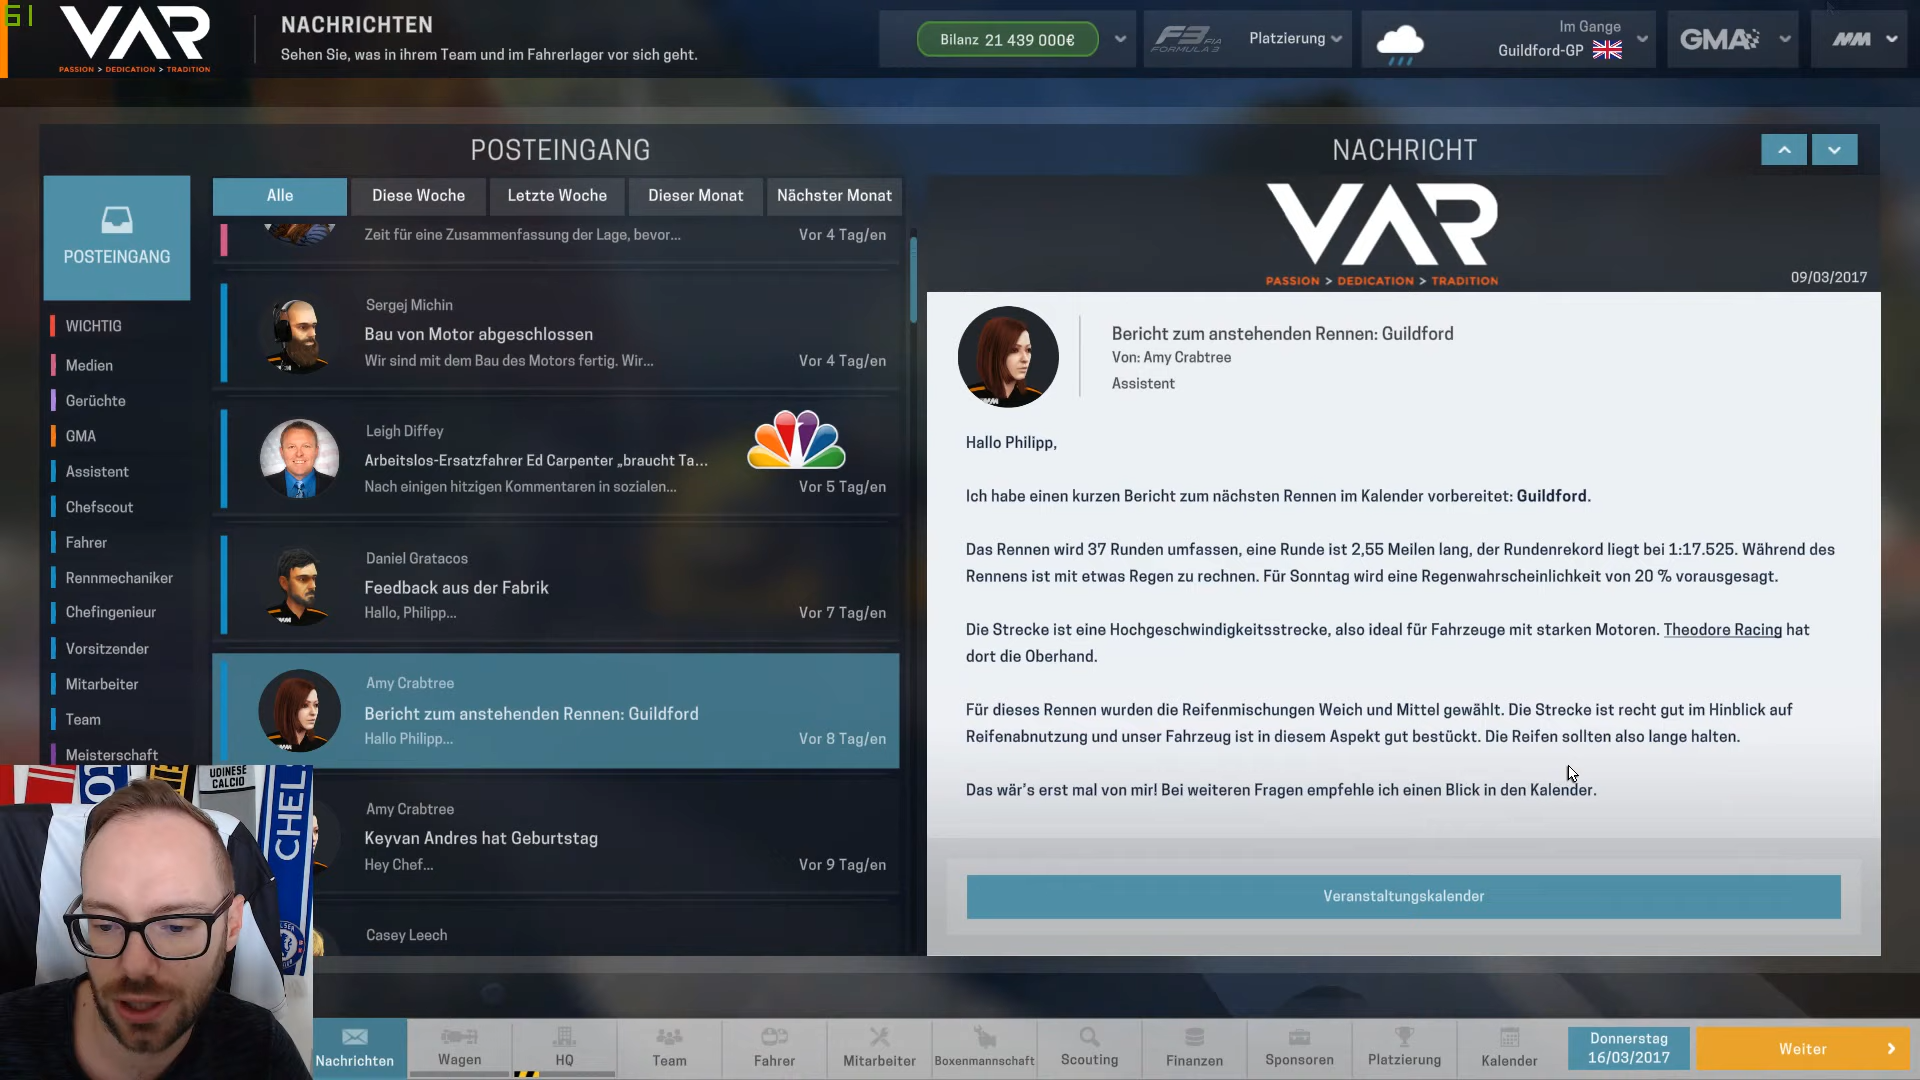 61
VAR
PASSION > DEDICATION > TRADITION
NACHRICHTEN
Sehen Sie, was in ihrem Team und im Fahrerlager vor sich geht.
Bilanz 21 439 000€
F3 FIA FORMULA 3
Platzierung
Im Gange
Guildford-GP
GMA
POSTEINGANG
NACHRICHT
POSTEINGANG
Alle
Diese Woche
Letzte Woche
Dieser Monat
Nächster Monat
WICHTIG
Medien
Gerüchte
GMA
Assistent
Chefscout
Fahrer
Rennmechaniker
Chefingenieur
Vorsitzender
Mitarbeiter
Team
Meisterschaft
Zeit für eine Zusammenfassung der Lage, bevor...
Vor 4 Tag/en
Sergej Michin
Bau von Motor abgeschlossen
Wir sind mit dem Bau des Motors fertig. Wir...
Vor 4 Tag/en
Leigh Diffey
Arbeitslos-Ersatzfahrer Ed Carpenter „braucht Ta...
Nach einigen hitzigen Kommentaren in sozialen...
Vor 5 Tag/en
Daniel Gratacos
Feedback aus der Fabrik
Hallo, Philipp...
Vor 7 Tag/en
Amy Crabtree
Bericht zum anstehenden Rennen: Guildford
Hallo Philipp...
Vor 8 Tag/en
Amy Crabtree
Keyvan Andres hat Geburtstag
Hey Chef...
Vor 9 Tag/en
Casey Leech
VAR
PASSION > DEDICATION > TRADITION
09/03/2017
Bericht zum anstehenden Rennen: Guildford
Von: Amy Crabtree
Assistent
Hallo Philipp,
Ich habe einen kurzen Bericht zum nächsten Rennen im Kalender vorbereitet: Guildford.
Das Rennen wird 37 Runden umfassen, eine Runde ist 2,55 Meilen lang, der Rundenrekord liegt bei 1:17.525. Während des
Rennens ist mit etwas Regen zu rechnen. Für Sonntag wird eine Regenwahrscheinlichkeit von 20 % vorausgesagt.
Die Strecke ist eine Hochgeschwindigkeitsstrecke, also ideal für Fahrzeuge mit starken Motoren. Theodore Racing hat
dort die Oberhand.
Für dieses Rennen wurden die Reifenmischungen Weich und Mittel gewählt. Die Strecke ist recht gut im Hinblick auf
Reifenabnutzung und unser Fahrzeug ist in diesem Aspekt gut bestückt. Die Reifen sollten also lange halten.
Das wär's erst mal von mir! Bei weiteren Fragen empfehle ich einen Blick in den Kalender.
Veranstaltungskalender
UDINESE
CALCIO
CHEL
Nachrichten
Wagen
HQ
Team
Fahrer
Mitarbeiter
Boxenmannschaft
Scouting
Finanzen
Sponsoren
Platzierung
Kalender
Donnerstag
16/03/2017
Weiter